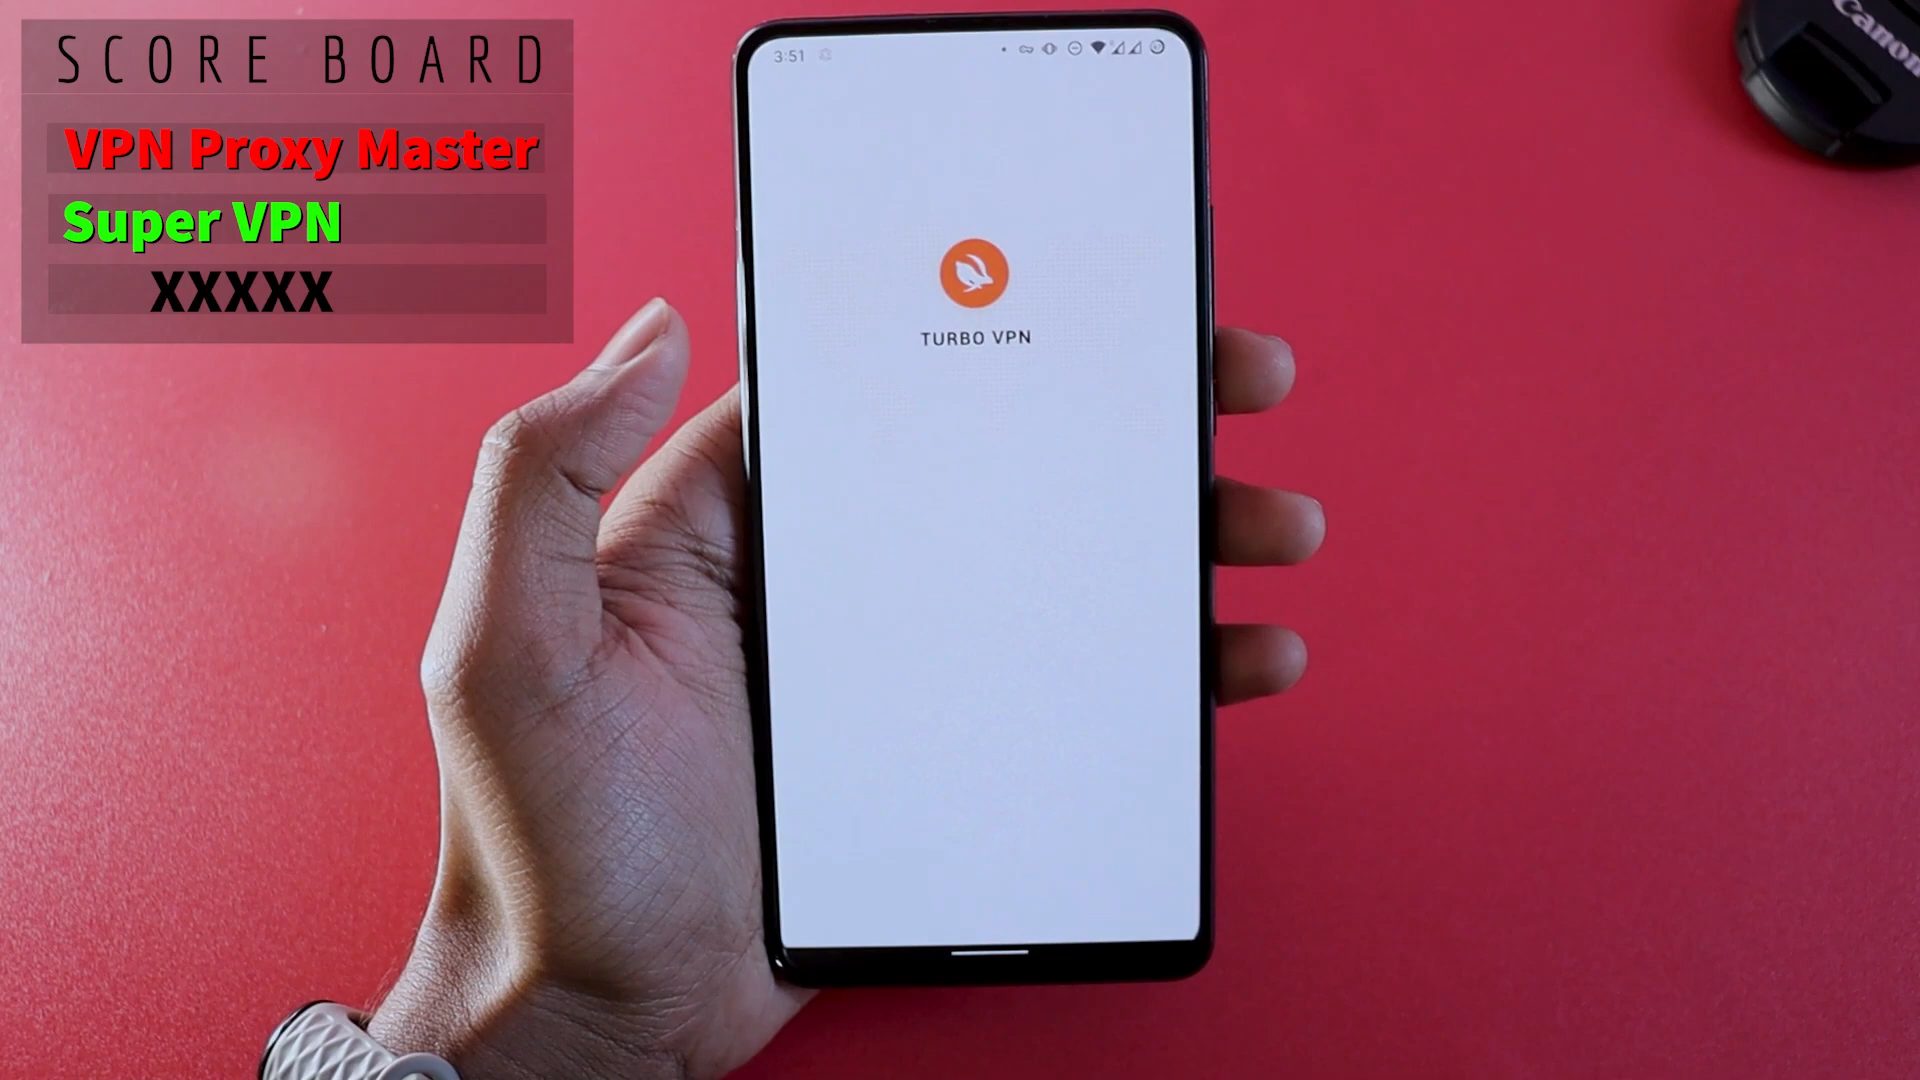 SCORE BOARD
VPN Proxy Master
Super VPN
XXXXX
3:51
TURBO VPN
Canon